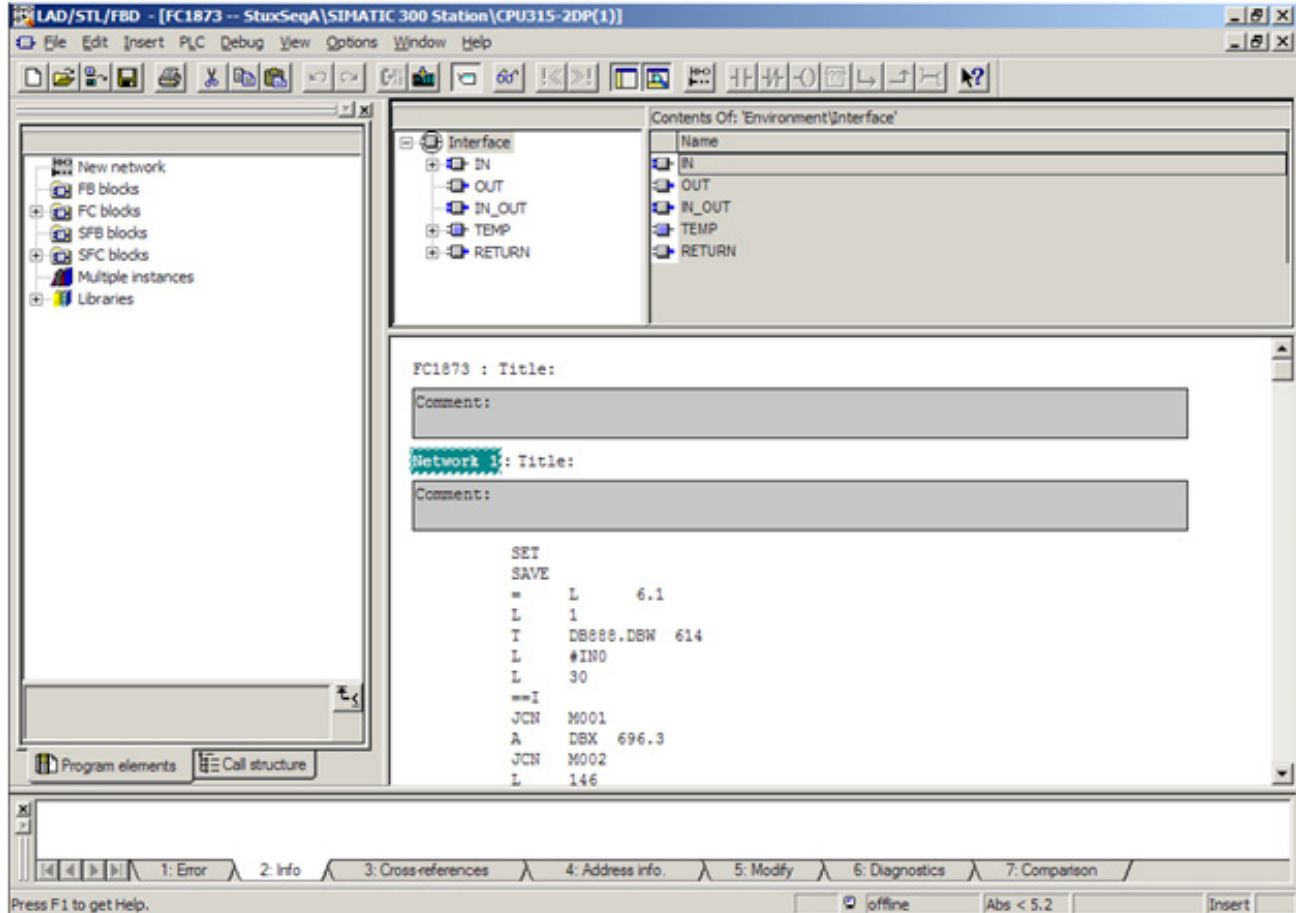 LAD/STL/FBD - [FC1873 -- StuxSeqA\SIMATIC 300 Station\CPU315-2DP(1)]
File Edit Insert PLC Debug View Options Window Help
New network
FB blocks
FC blocks
SFB blocks
SFC blocks
Multiple instances
Libraries
Program elements
Call structure
Interface
IN
OUT
IN_OUT
TEMP
RETURN
Contents Of: 'Environment\Interface'
Name
IN
OUT
IN_OUT
TEMP
RETURN
FC1873 : Title:
Comment:
Network 1: Title:
Comment:
SET
SAVE
= L 6.1
L 1
T DB888.DBW 614
L #IN0
L 30
==I
JCN M001
A DBX 696.3
JCN M002
L 146
1: Error 2: Info 3: Cross-references 4: Address info. 5: Modify 6: Diagnostics 7: Comparison
Press F1 to get Help. offline Abs < 5.2 Insert